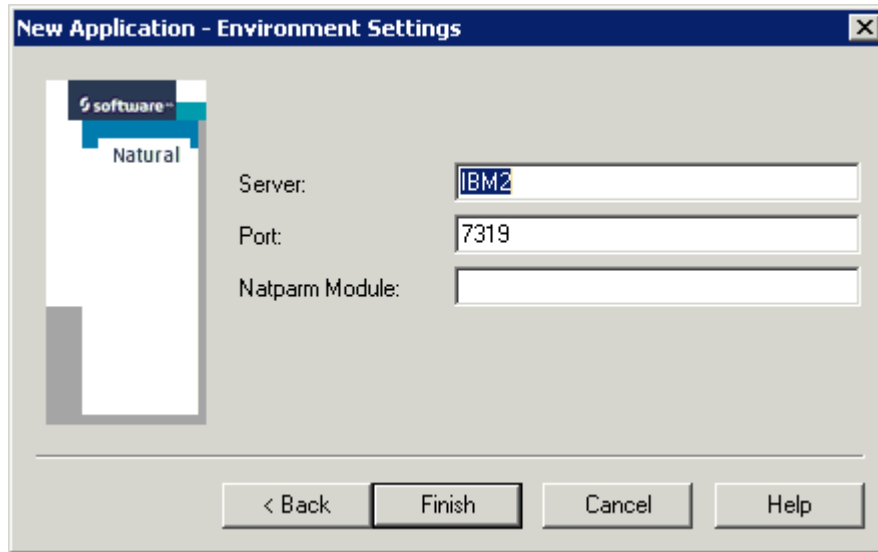 New Application - Environment Settings
software
Natural
Server:
IBM2
Port:
7319
Natparm Module:
< Back
Finish
Cancel
Help